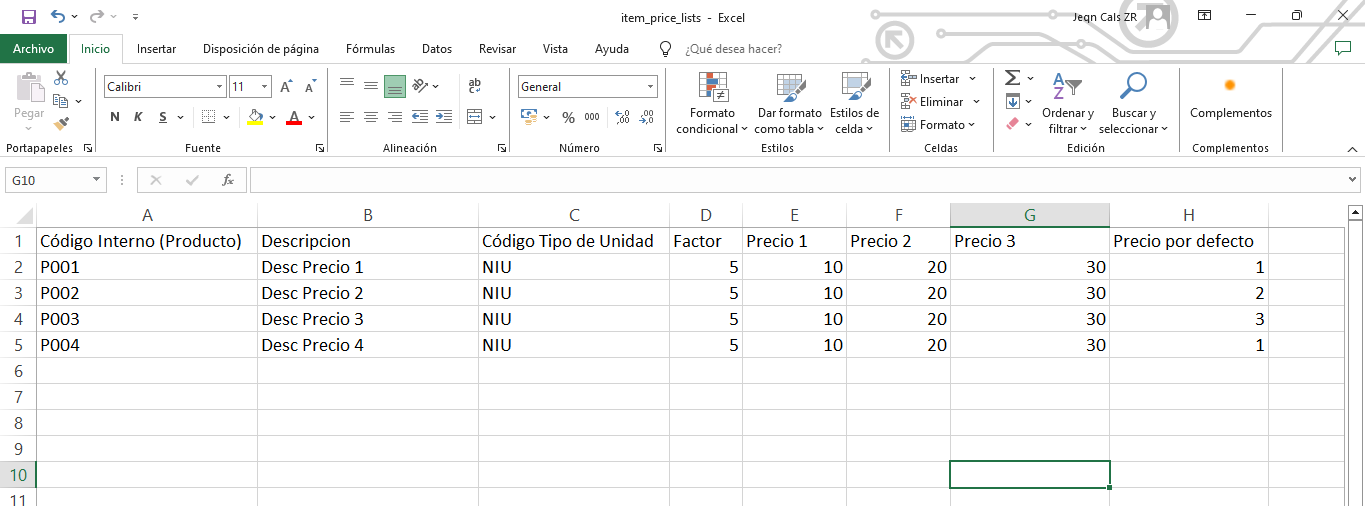 item_price_lists - Excel
Jeqn Cals ZR
Archivo Inicio Insertar Disposición de página Fórmulas Datos Revisar Vista Ayuda ¿Qué desea hacer?
Pegar
Portapapeles
Calibri 11
N K S
Fuente
ab
Alineación
General
% 000
Número
Formato condicional
Dar formato como tabla
Estilos de celda
Estilos
Insertar
Eliminar
Formato
Celdas
Ordenar y filtrar
Buscar y seleccionar
Edición
Complementos
Complementos
G10 fx
A B C D E F G H
1 Código Interno (Producto) Descripcion Código Tipo de Unidad Factor Precio 1 Precio 2 Precio 3 Precio por defecto
2 P001 Desc Precio 1 NIU 5 10 20 30 1
3 P002 Desc Precio 2 NIU 5 10 20 30 2
4 P003 Desc Precio 3 NIU 5 10 20 30 3
5 P004 Desc Precio 4 NIU 5 10 20 30 1
6
7
8
9
10
11